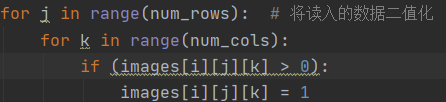 for j in range(num_rows):  # 将读入的数据二值化
    for k in range(num_cols):
        if (images[i][j][k] > 0):
            images[i][j][k] = 1